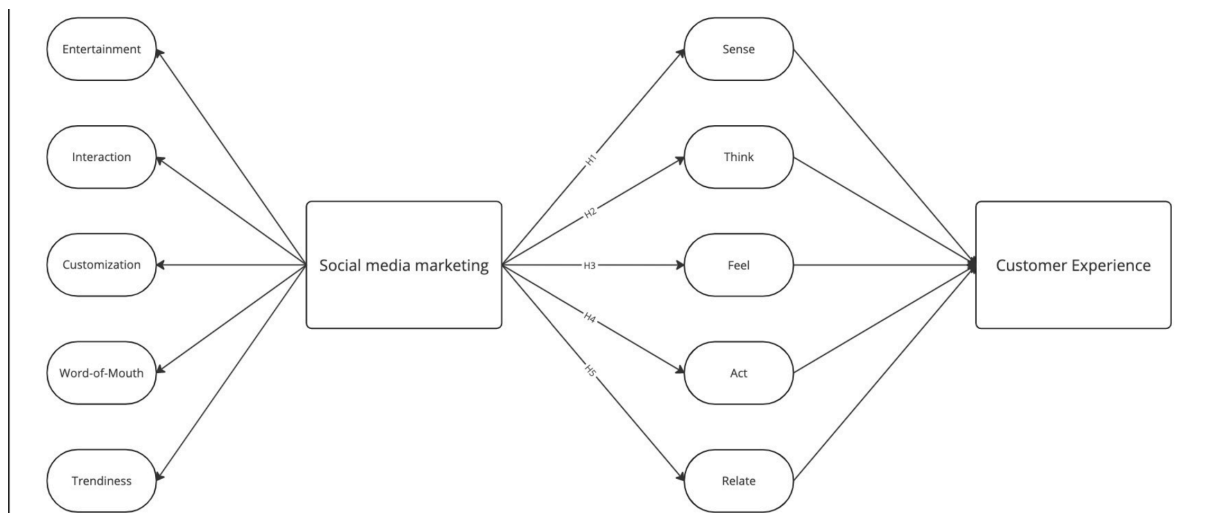 Entertainment
Interaction
Customization
Word-of-Mouth
Trendiness
Social media marketing
H1
H2
H3
H4
H5
Sense
Think
Feel
Act
Relate
Customer Experience